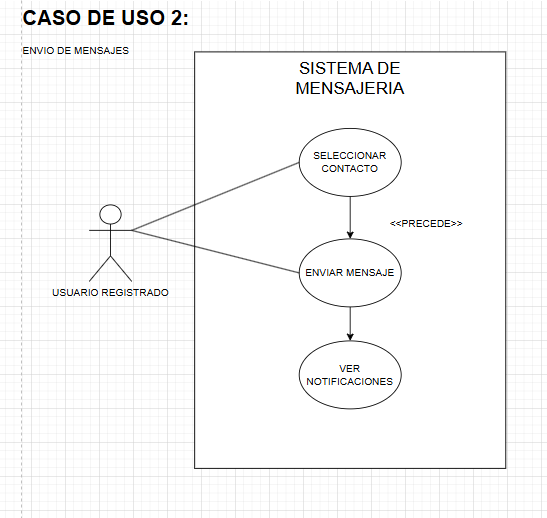 CASO DE USO 2:
ENVIO DE MENSAJES
SISTEMA DE
MENSAJERIA
SELECCIONAR
CONTACTO
<<PRECEDE>>
ENVIAR MENSAJE
USUARIO REGISTRADO
VER
NOTIFICACIONES